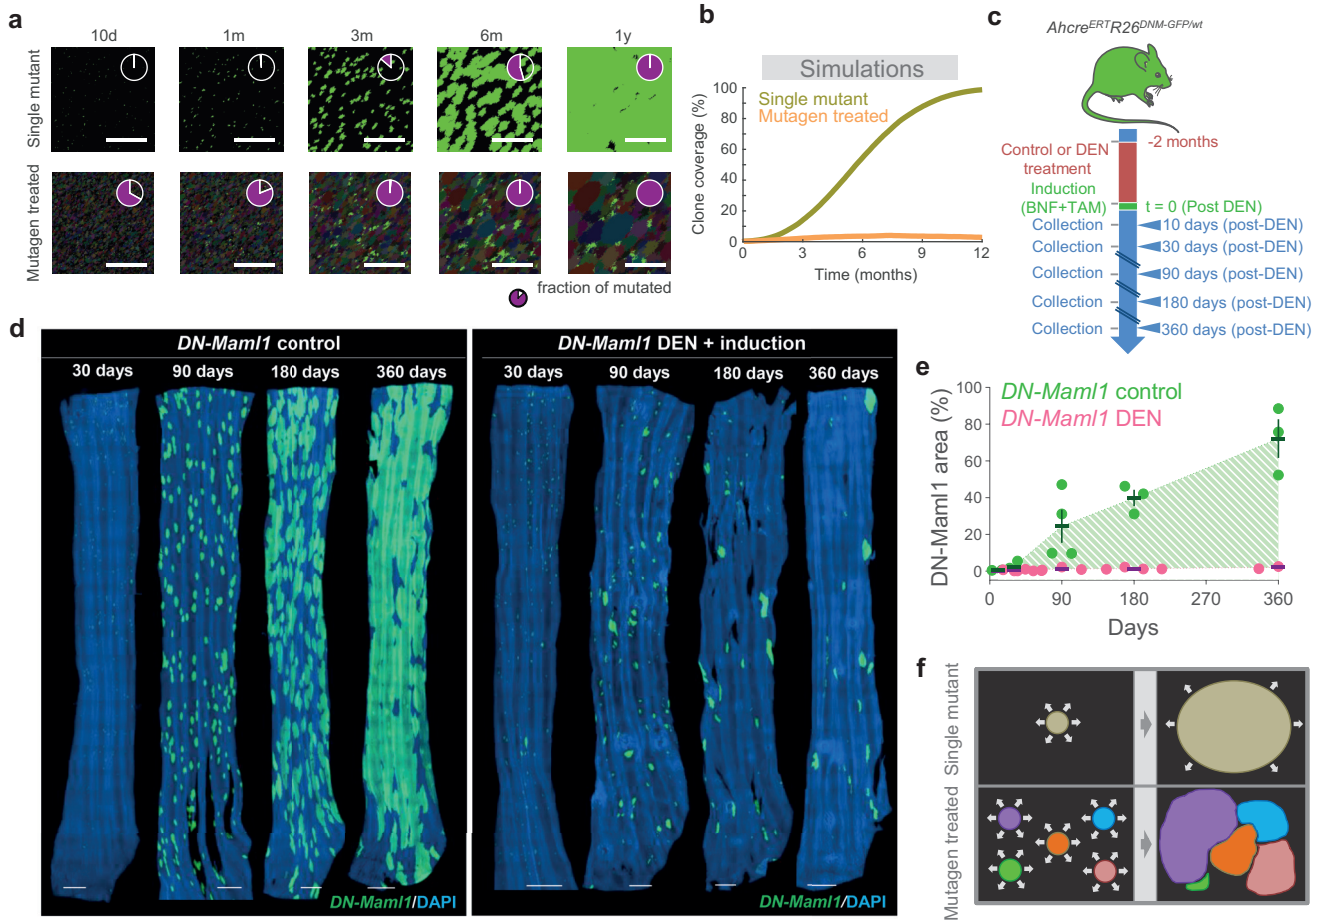 a
10d
1m
3m
6m
1y
Single mutant
Mutagen treated
fraction of mutated
b
Simulations
Single mutant
Mutagen treated
Clone coverage (%)
100
80
60
40
20
0
0
3
6
9
12
Time (months)
c
AhcreERTR26DNM-GFP/wt
-2 months
Control or DEN
treatment
Induction
(BNF+TAM)
t = 0 (Post DEN)
Collection
10 days (post-DEN)
Collection
30 days (post-DEN)
Collection
90 days (post-DEN)
Collection
180 days (post-DEN)
Collection
360 days (post-DEN)
d
DN-Maml1 control
30 days
90 days
180 days
360 days
DN-Maml1/DAPI
DN-Maml1 DEN + induction
30 days
90 days
180 days
360 days
DN-Maml1/DAPI
e
DN-Maml1 control
DN-Maml1 DEN
DN-Maml1 area (%)
100
80
60
40
20
0
0
90
180
270
360
Days
f
Single mutant
Mutagen treated